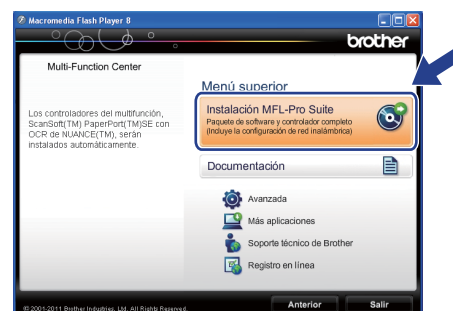 Macromedia Flash Player 8
brother
Multi-Function Center
Menú superior
Los controladores del multifunción,
ScanSoft(TM) PaperPort(TM)SE con
OCR de NUANCE(TM), serán
instalados automáticamente.
Instalación MFL-Pro Suite
Paquete de software y controlador completo
(Incluye la configuración de red inalámbrica)
Documentación
Avanzada
Más aplicaciones
Soporte técnico de Brother
Registro en línea
© 2001-2011 Brother Industries, Ltd. All Rights Reserved.
Anterior
Salir